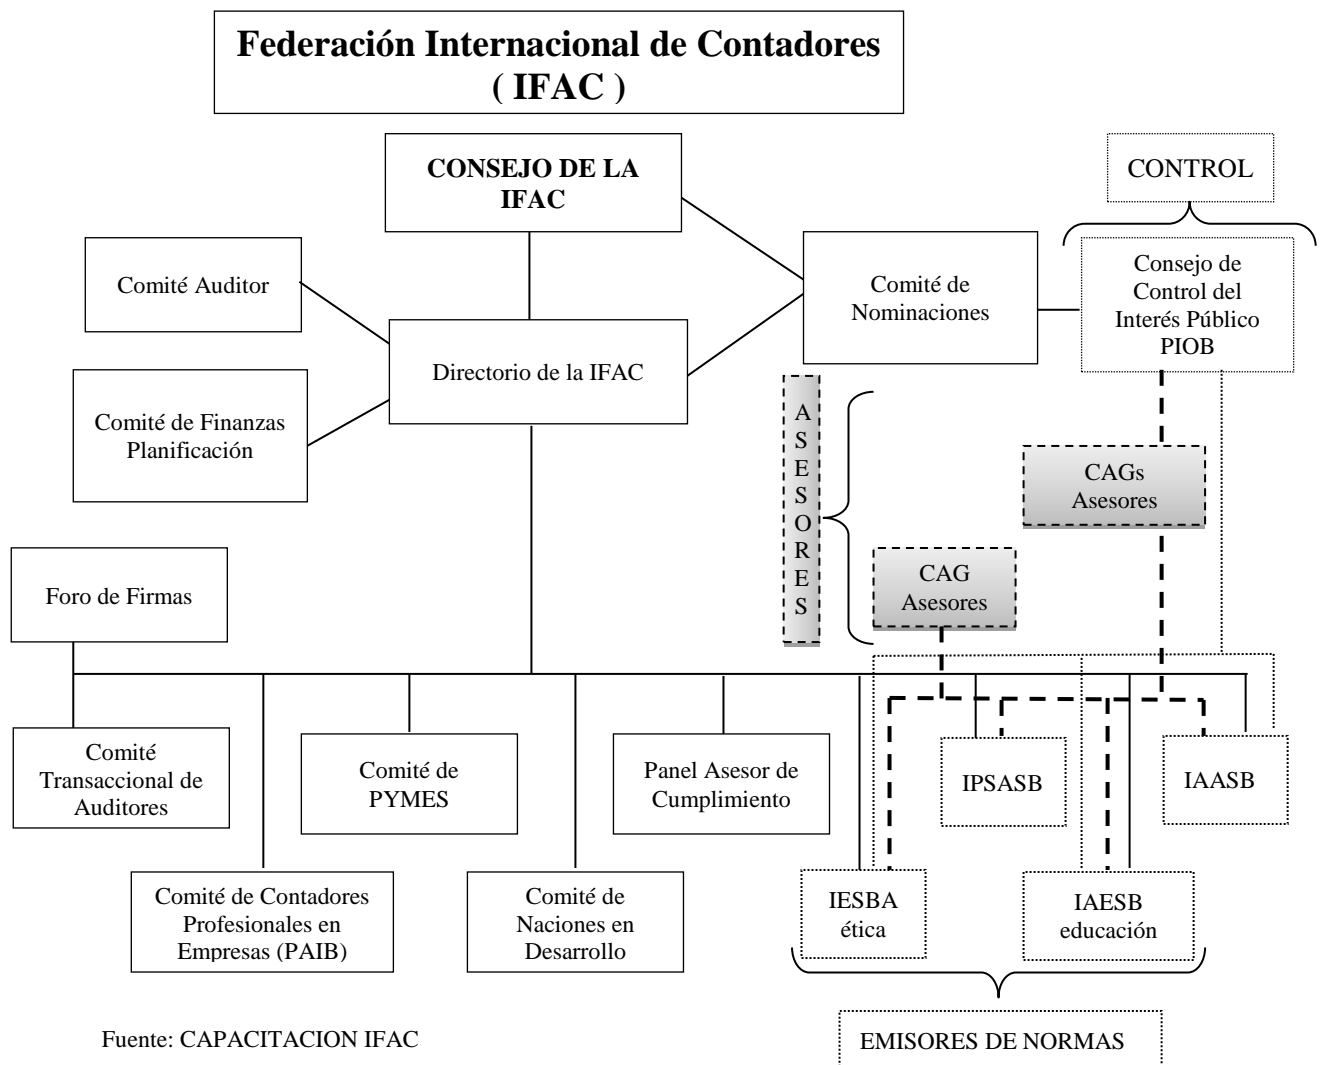 Federación Internacional de Contadores
( IFAC )
CONSEJO DE LA
IFAC
CONTROL
Comité Auditor
Comité de
Nominaciones
Consejo de
Control del
Interés Público
PIOB
Directorio de la IFAC
Comité de Finanzas
Planificación
A
S
E
S
O
R
E
S
CAGs
Asesores
CAG
Asesores
Foro de Firmas
Comité
Transaccional de
Auditores
Comité de
PYMES
Panel Asesor de
Cumplimiento
IPSASB
IAASB
Comité de Contadores
Profesionales en
Empresas (PAIB)
Comité de
Naciones en
Desarrollo
IESBA
ética
IAESB
educación
Fuente: CAPACITACION IFAC
EMISORES DE NORMAS